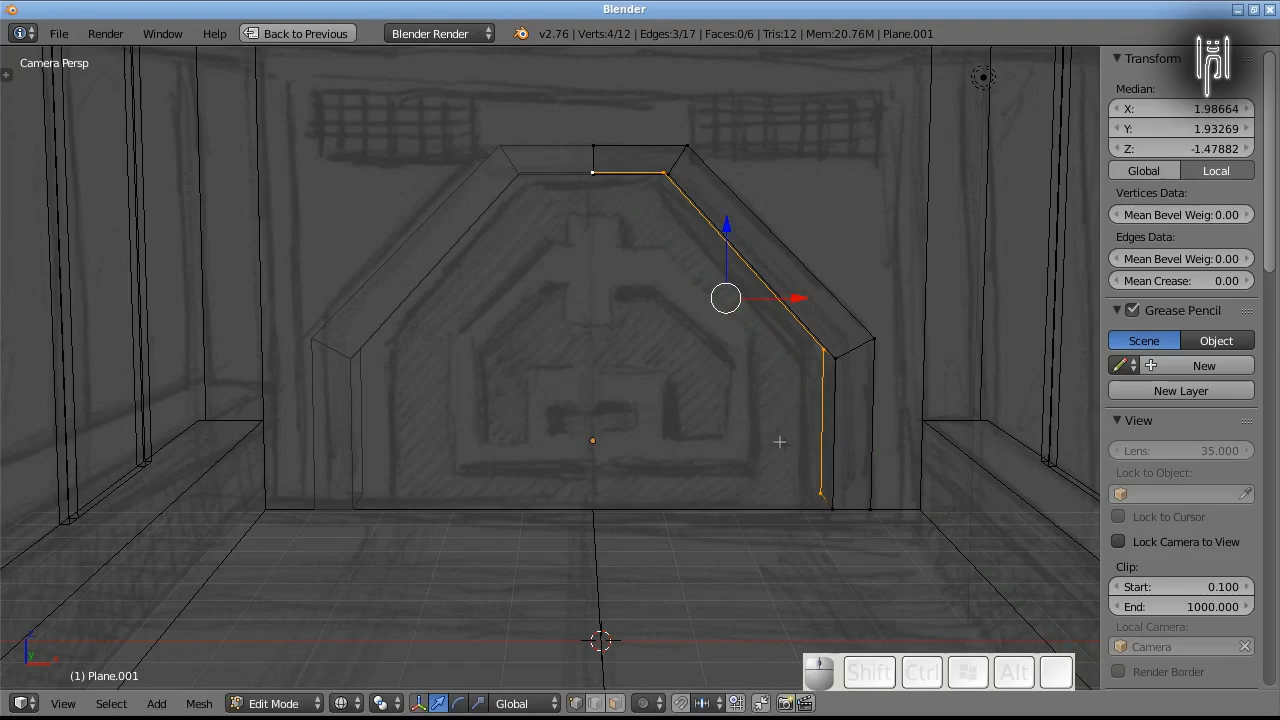 Blender
File Render Window Help Back to Previous Blender Render v2.76 | Verts:4/12 | Edges:3/17 | Faces:0/6 | Tris:12 | Mem:20.76M | Plane.001
Camera Persp
Transform
Median:
X: 1.98664
Y: 1.93269
Z: -1.47882
Global Local
Vertices Data:
Mean Bevel Weig: 0.00
Edges Data:
Mean Bevel Weig: 0.00
Mean Crease: 0.00
Grease Pencil
Scene Object
New
New Layer
View
Lens: 35.000
Lock to Object:
Lock to Cursor
Lock Camera to View
Clip:
Start: 0.100
End: 1000.000
Local Camera:
Camera
Render Border
z
y x
(1) Plane.001
Shift Ctrl Alt
View Select Add Mesh Edit Mode Global